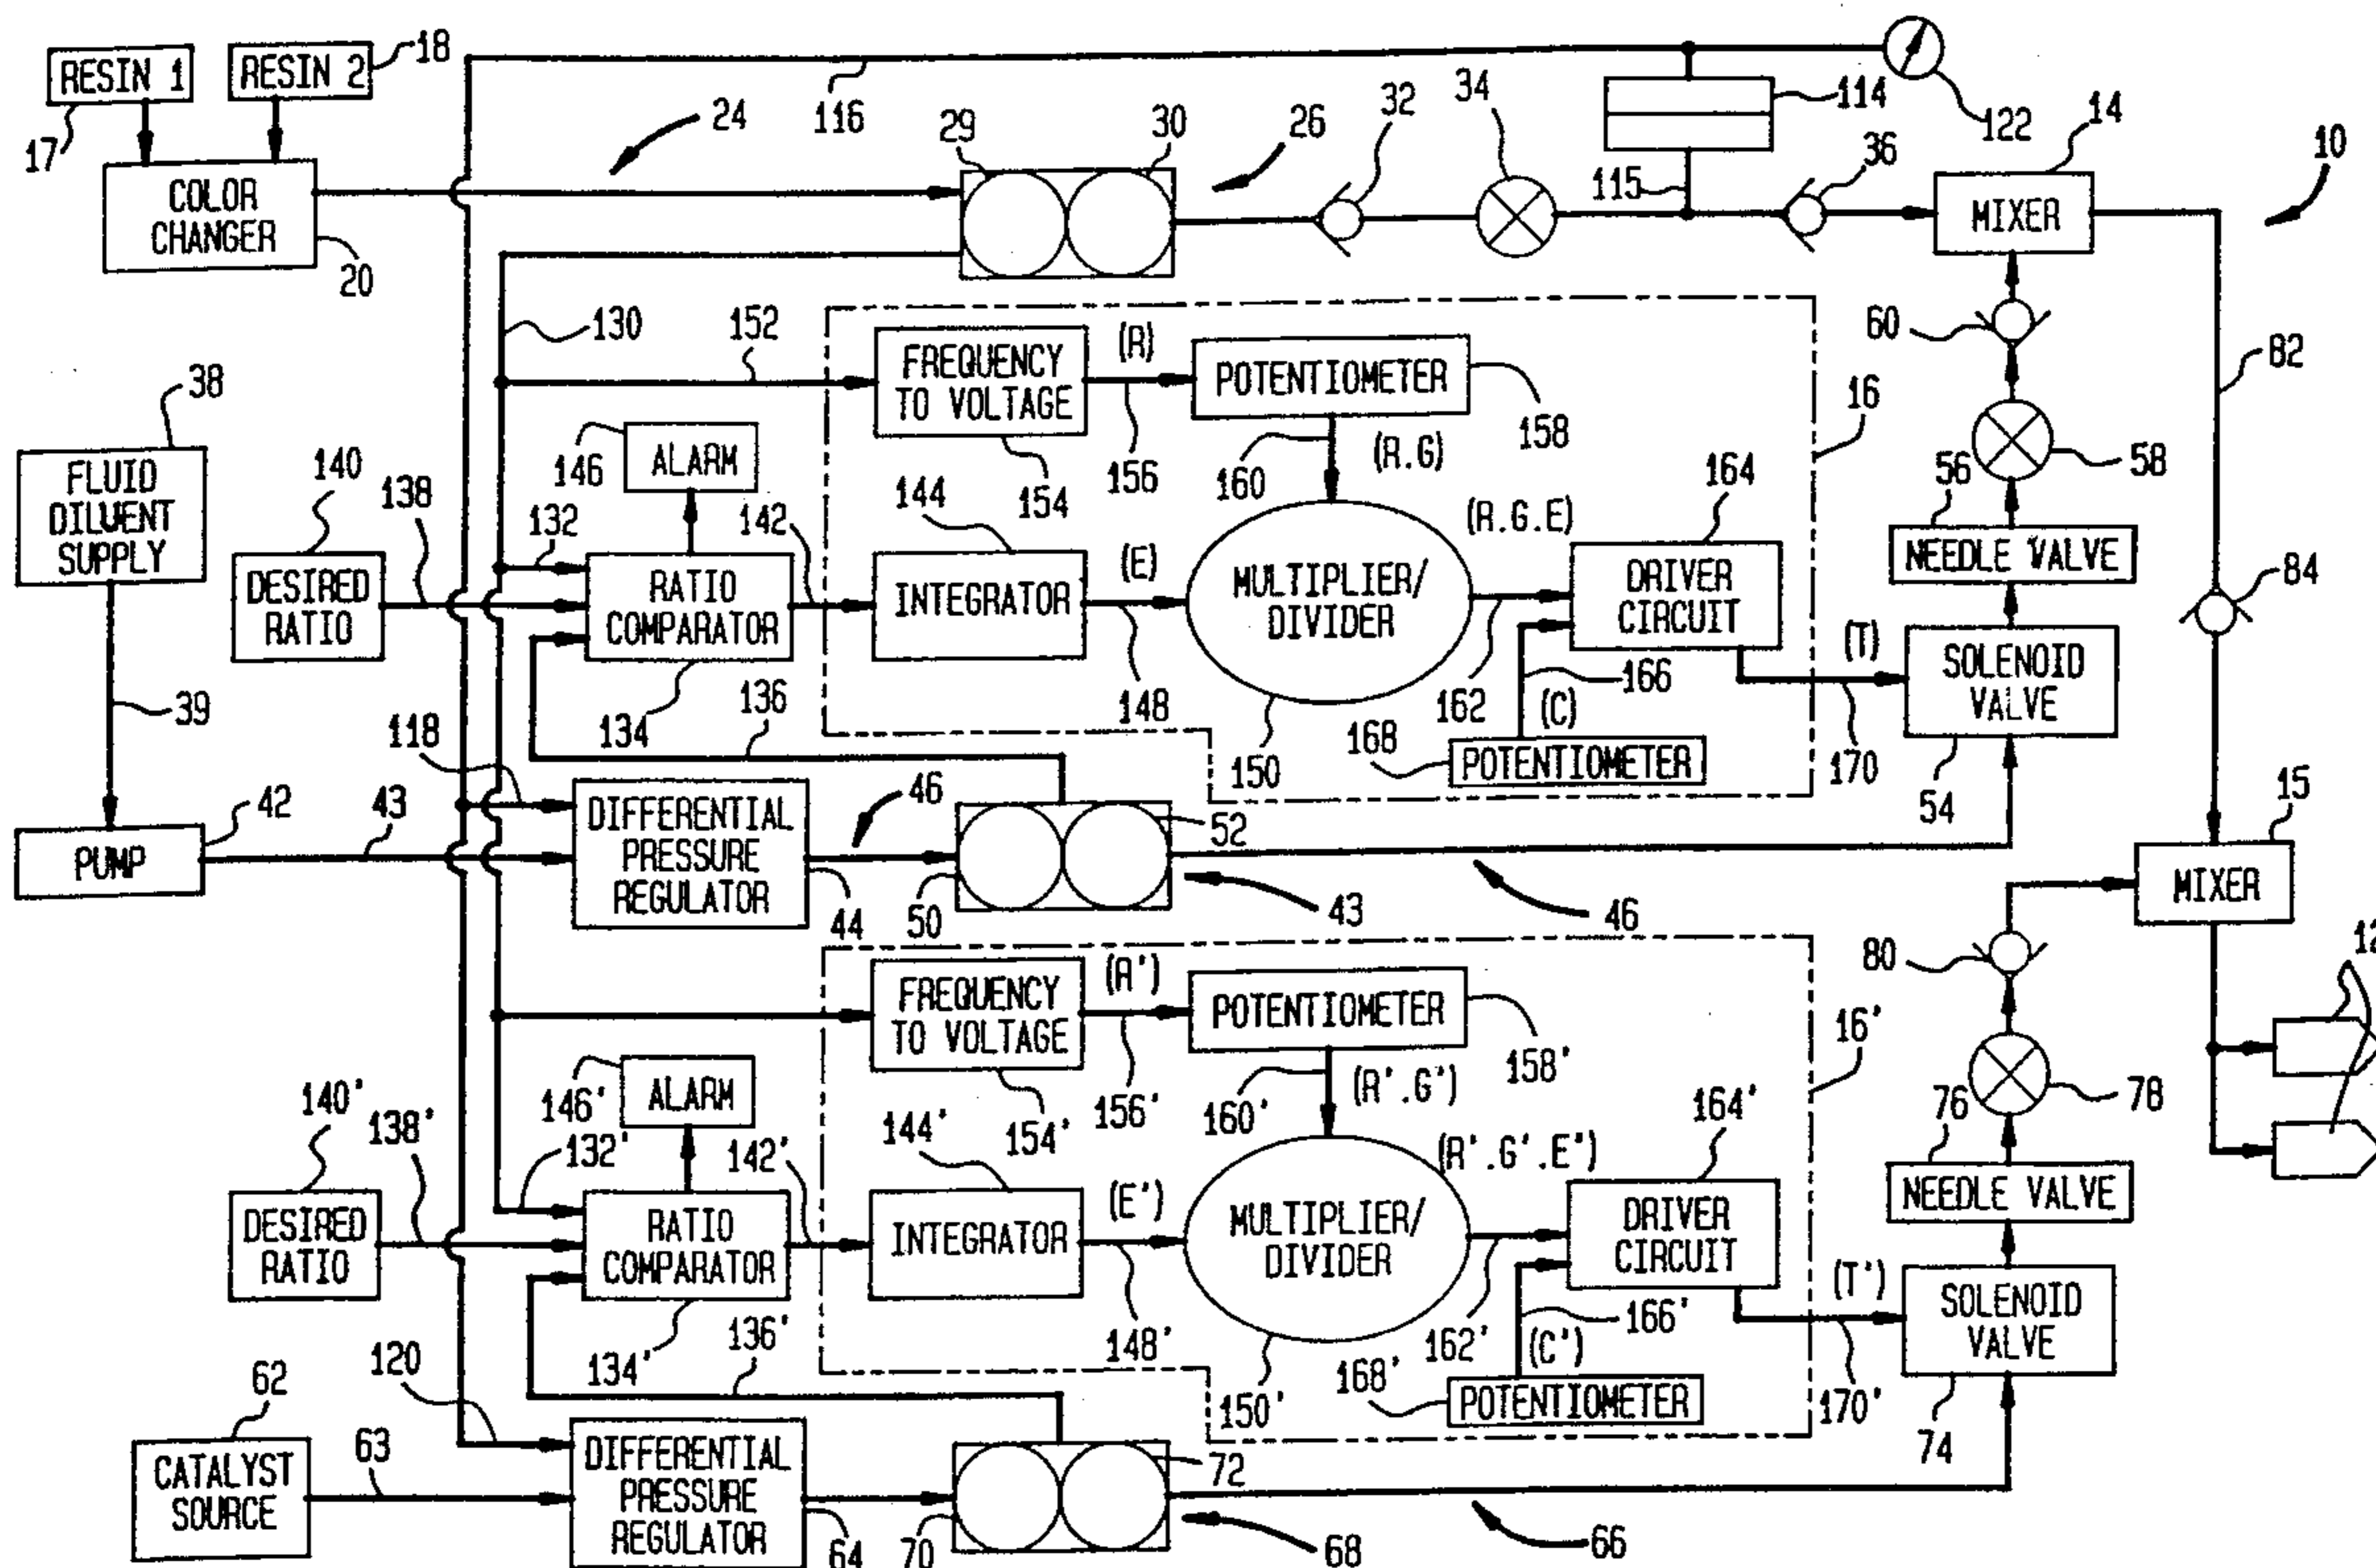 RESIN 1
RESIN 2
18
17
COLOR
CHANGER
20
24
116
29
30
26
32
34
114
122
115
36
14
MIXER
10
130
152
FREQUENCY
TO VOLTAGE
(R)
POTENTIOMETER
158
154
156
160
(R.G)
16
60
82
58
56
NEEDLE VALVE
38
FLUID
DILUENT
SUPPLY
39
140
DESIRED
RATIO
138
132
146
ALARM
142
RATIO
COMPARATOR
134
136
144
INTEGRATOR
(E)
148
MULTIPLIER/
DIVIDER
150
(R.G.E)
162
164
DRIVER
CIRCUIT
166
(C)
168
POTENTIOMETER
(T)
170
SOLENOID
VALVE
54
84
118
42
PUMP
43
DIFFERENTIAL
PRESSURE
REGULATOR
44
46
50
52
43
46
15
MIXER
12
80
78
76
NEEDLE VALVE
FREQUENCY
TO VOLTAGE
(R')
POTENTIOMETER
158'
154'
156'
160'
(R'.G')
16'
140'
DESIRED
RATIO
138'
132'
146'
ALARM
142'
RATIO
COMPARATOR
134'
136'
144'
INTEGRATOR
(E')
148'
MULTIPLIER/
DIVIDER
150'
(R'.G'.E')
162'
164'
DRIVER
CIRCUIT
166'
(C')
168'
POTENTIOMETER
(T')
170'
SOLENOID
VALVE
74
120
62
CATALYST
SOURCE
63
DIFFERENTIAL
PRESSURE
REGULATOR
64
70
72
68
66